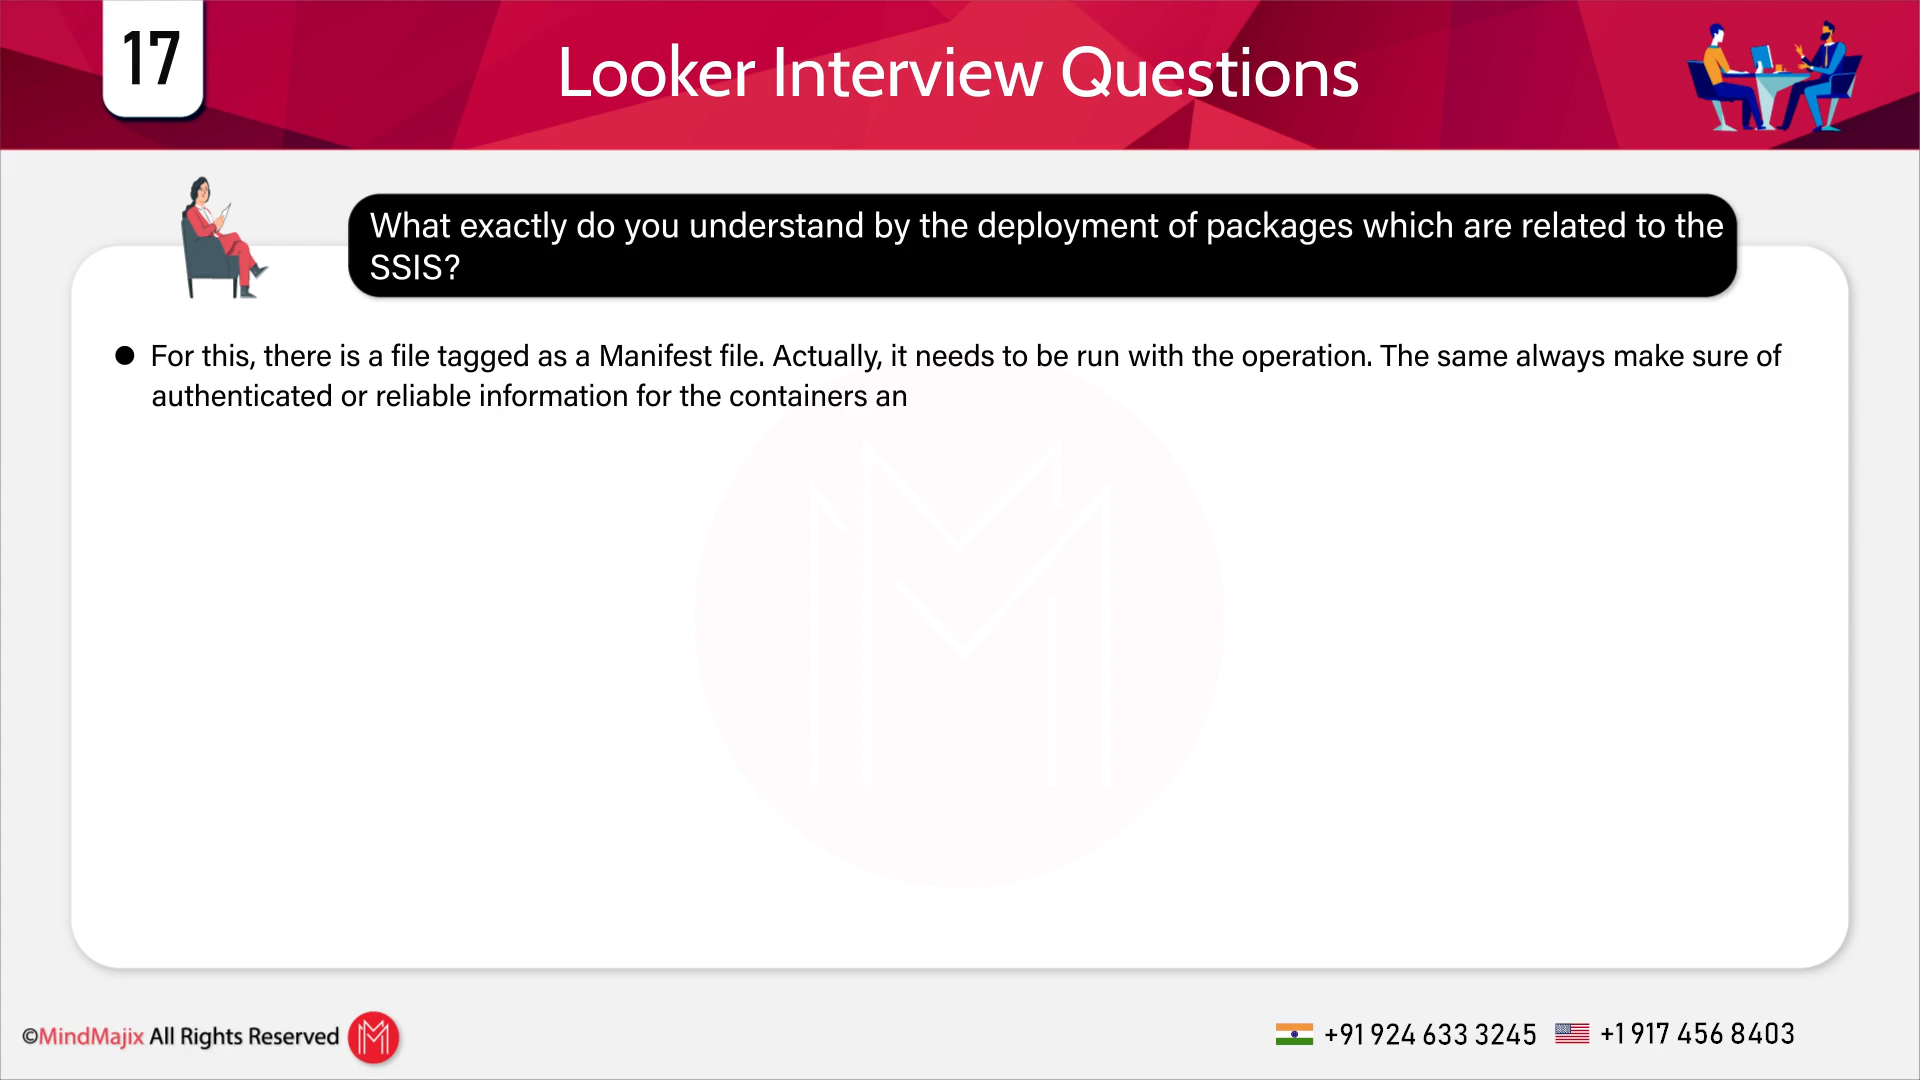 17
Looker Interview Questions
What exactly do you understand by the deployment of packages which are related to the
SSIS?
● For this, there is a file tagged as a Manifest file. Actually, it needs to be run with the operation. The same always make sure of
authenticated or reliable information for the containers an
©MindMajix All Rights Reserved
+91 924 633 3245
+1 917 456 8403